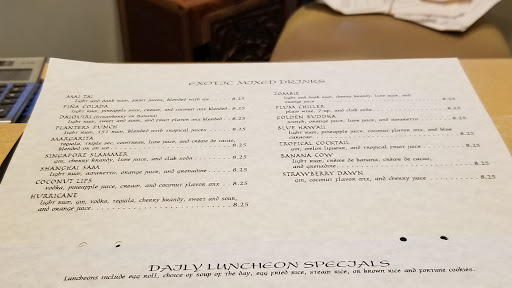 EXOTIC MIXED DRINKS
MAI TAI
light and dark rum, sweet juices, blended with ice . . . 8.25
PINA COLADA
light rum, pineapple juice, cream, and coconut mix blended . 8.25
DAIQUIRI (strawberry or banana)
light rum, sweet and sour, and fruit flavor mix blended . 8.25
PLANTERS PUNCH
light rum, 151 rum, blended with tropical juices . . . . 8.25
MARGARITA
tequila, triple sec, cointreau, lime juice, and crème de cacao,
blended on on ice . . . 8.25
SINGAPORE SLAMMER
gin, cherry brandy, lime juice, and club soda . . . . 8.25
SHANGHAI SAM
light rum, amaretto, orange juice, and grenadine . . . . 8.25
COCONUT LIPS
vodka, pineapple juice, cream, and coconut flavor mix . . 8.25
HURRICANE
light rum, gin, vodka, tequila, cherry brandy, sweet and sour,
and orange juice . . . 8.25
ZOMBIE
light and dark rum, cherry brandy, lime juice, and
orange juice . . . 8.25
PLUM CHILLER
plum wine, 7-up, and club soda . . . 8.25
GOLDEN BUDDHA
scotch, orange juice, lime juice, and amaretto . . . 8.25
BLUE HAWAII
light rum, pineapple juice, coconut flavor mix, and blue
curacao . . . 8.25
TROPICAL COCKTAIL
gin, melon liqueur, and tropical fruit juice . . . 8.25
BANANA COW
light rum, crème de banana, crème de cacao,
and grenadine . . . 8.25
STRAWBERRY DAWN
gin, coconut flavor mix, and cherry juice . . . 8.25
DAILY LUNCHEON SPECIALS
Luncheons include egg roll, choice of soup of the day, egg fried rice, steam rice, or brown rice and fortune cookies.